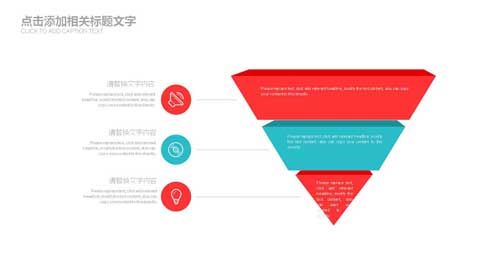 点击添加相关标题文字
CLICK TO ADD CAPTION TEXT
请替换文字内容
Please replace text, click add relevant
headline, modify the text content, also can
copy your content to this directly.
请替换文字内容
Please replace text, click add relevant
headline, modify the text content, also can
copy your content to this directly.
请替换文字内容
Please replace text, click add relevant
headline, modify the text content, also can
copy your content to this directly.
Please replace text, click add relevant headline, modify the text content, also can copy
your content to this directly.
Please replace text, click add relevant headline, modify
the text content, also can copy your content to this
directly.
Please replace text,
click add relevant
headline, modify the
text content, also
can copy your